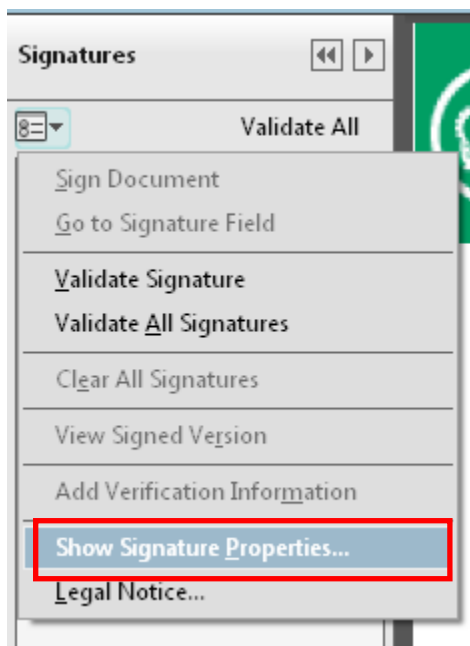 Signatures
Validate All
Sign Document
Go to Signature Field
Validate Signature
Validate All Signatures
Clear All Signatures
View Signed Version
Add Verification Information
Show Signature Properties...
Legal Notice...